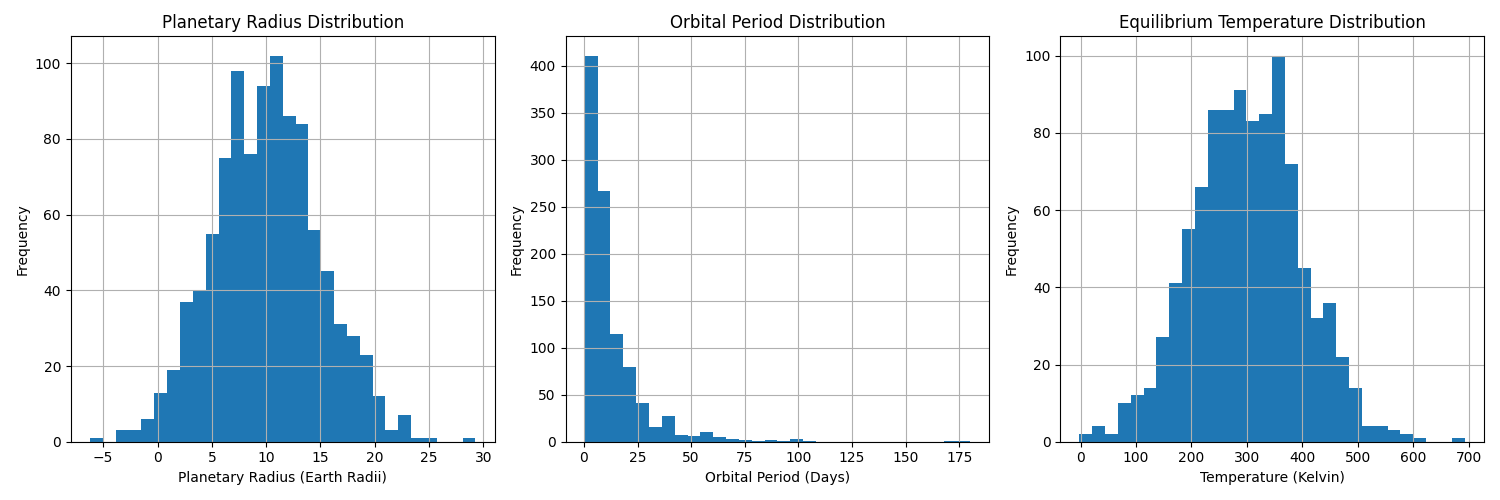 Planetary Radius Distribution
100
80
60
40
20
0
−5 0 5 10 15 20 25 30
Frequency
Planetary Radius (Earth Radii)
Orbital Period Distribution
400
350
300
250
200
150
100
50
0
0 25 50 75 100 125 150 175
Frequency
Orbital Period (Days)
Equilibrium Temperature Distribution
100
80
60
40
20
0
0 100 200 300 400 500 600 700
Frequency
Temperature (Kelvin)